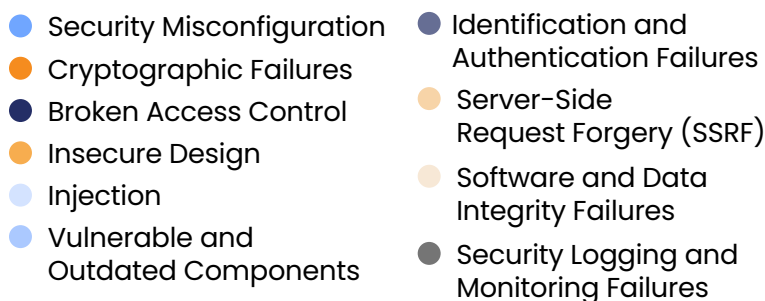 Security Misconfiguration
Cryptographic Failures
Broken Access Control
Insecure Design
Injection
Vulnerable and
Outdated Components
Identification and
Authentication Failures
Server-Side
Request Forgery (SSRF)
Software and Data
Integrity Failures
Security Logging and
Monitoring Failures